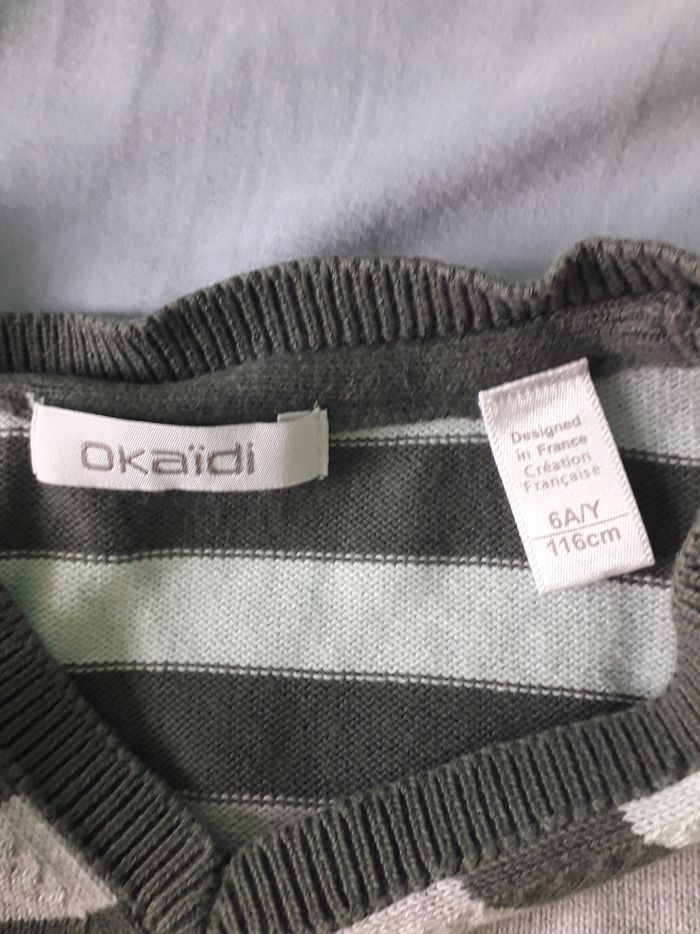 OKaïdi
Designed
in France
Création
Française
6A/Y
116cm